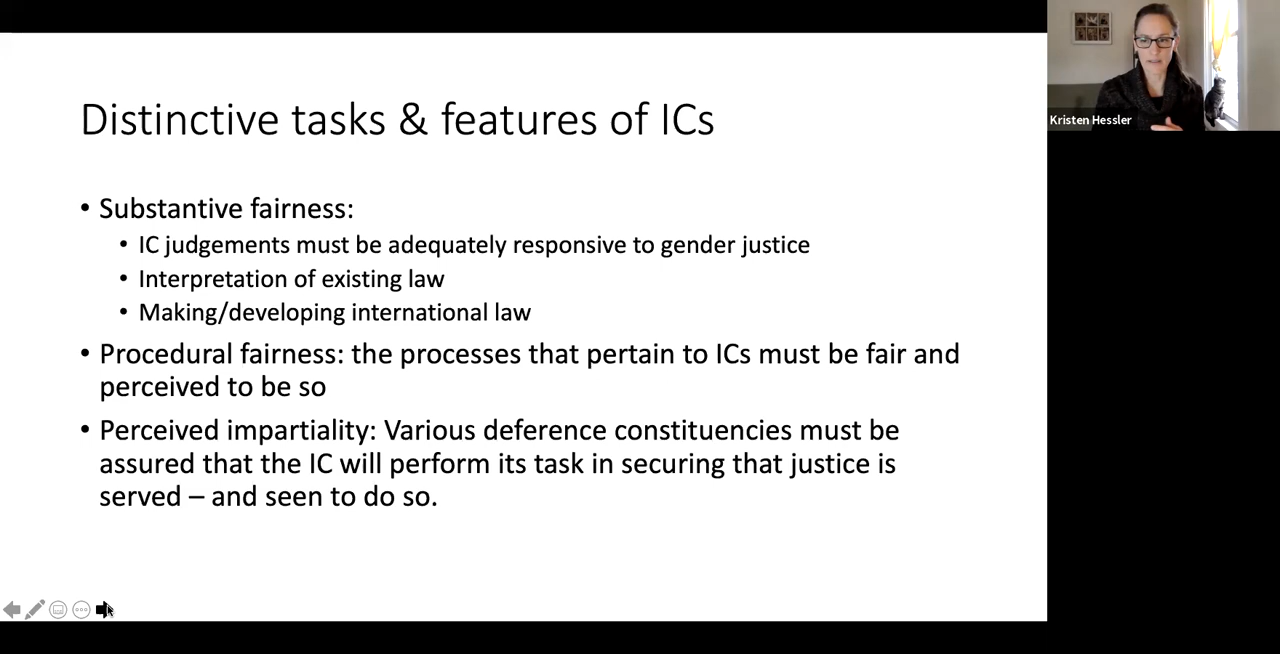 Distinctive tasks & features of ICs
• Substantive fairness:
• IC judgements must be adequately responsive to gender justice
• Interpretation of existing law
• Making/developing international law
• Procedural fairness: the processes that pertain to ICs must be fair and
perceived to be so
• Perceived impartiality: Various deference constituencies must be
assured that the IC will perform its task in securing that justice is
served – and seen to do so.
Kristen Hessler